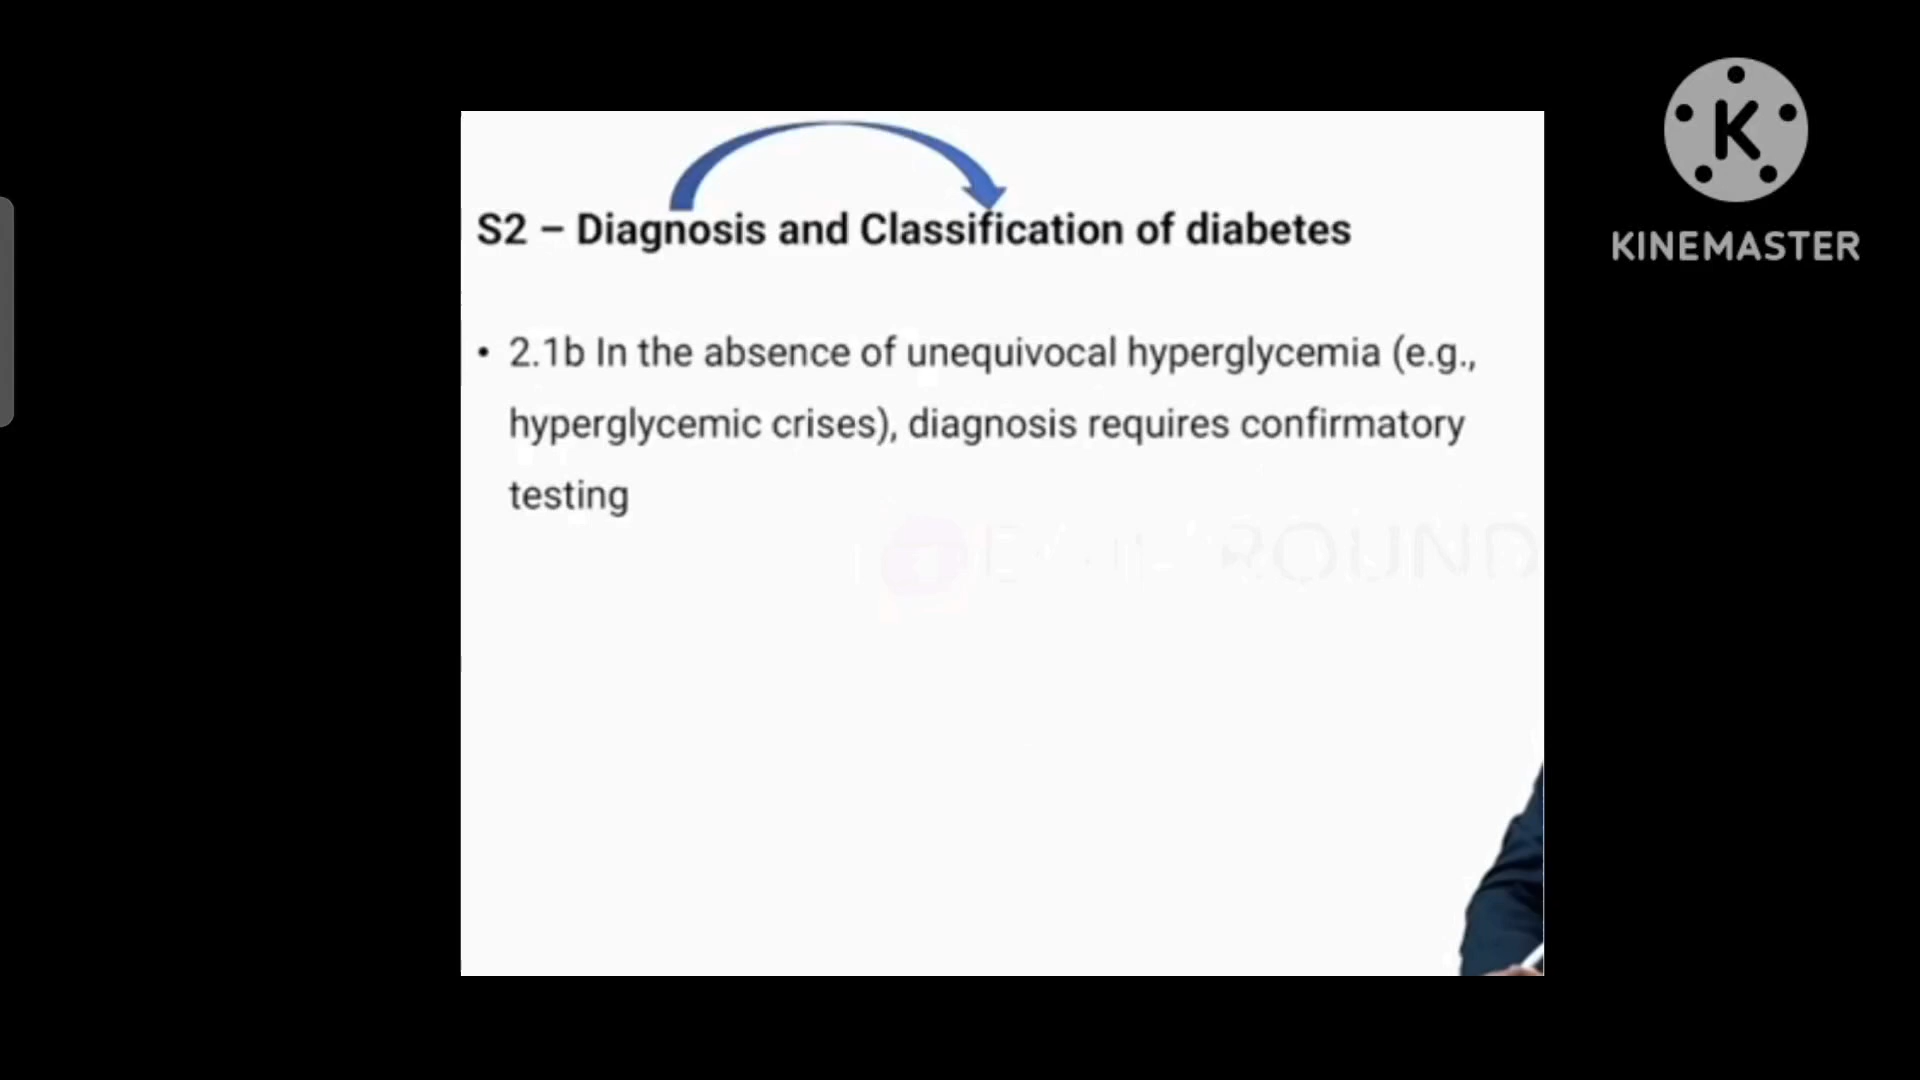 S2 – Diagnosis and Classification of diabetes
• 2.1b In the absence of unequivocal hyperglycemia (e.g.,
hyperglycemic crises), diagnosis requires confirmatory
testing
ROUND
K
KINEMASTER